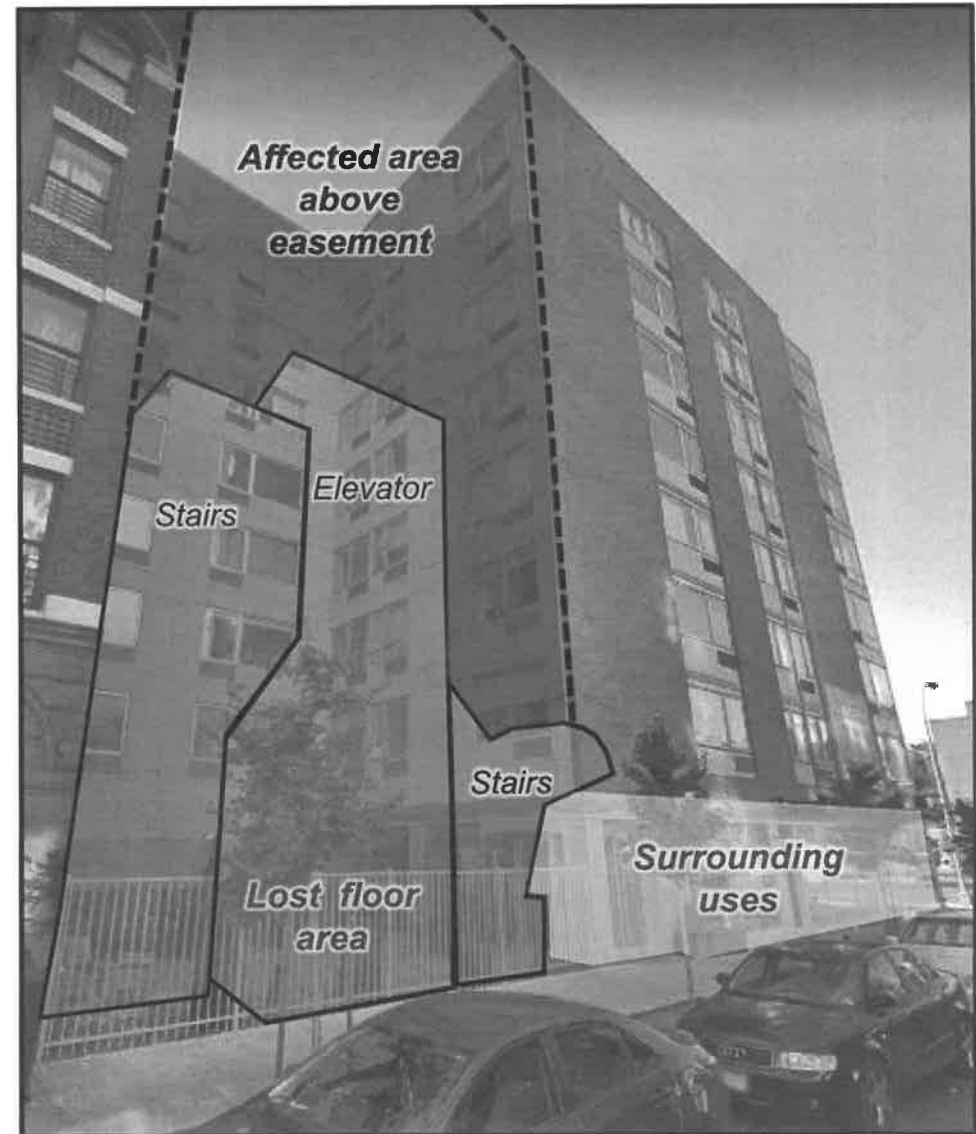 Affected area
above
easement
Stairs
Elevator
Stairs
Lost floor
area
Surrounding
uses